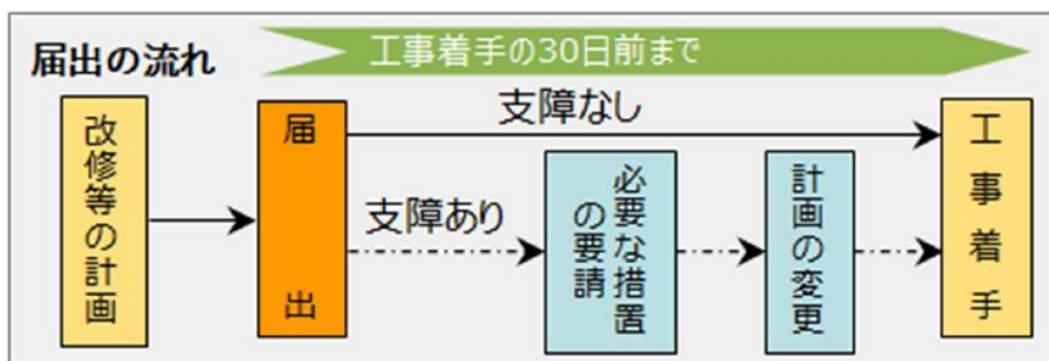 届出の流れ
工事着手の30日前まで
改修等の計画
届出
支障なし
支障あり
必要な措置
の要請
計画の変更
工事着手